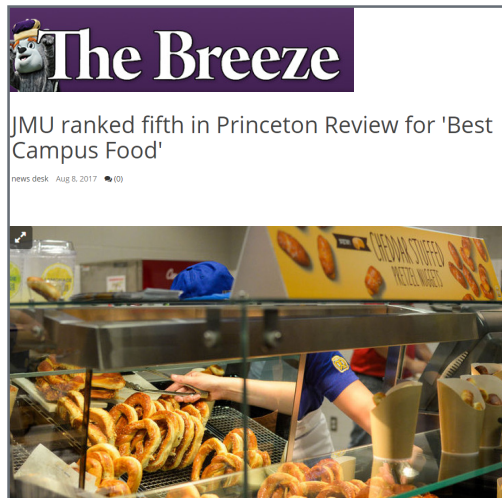 The Breeze
JMU ranked fifth in Princeton Review for 'Best
Campus Food'
news desk Aug 8, 2017 (0)
CHEDDAR STUFFED
PRETZEL NUGGETS